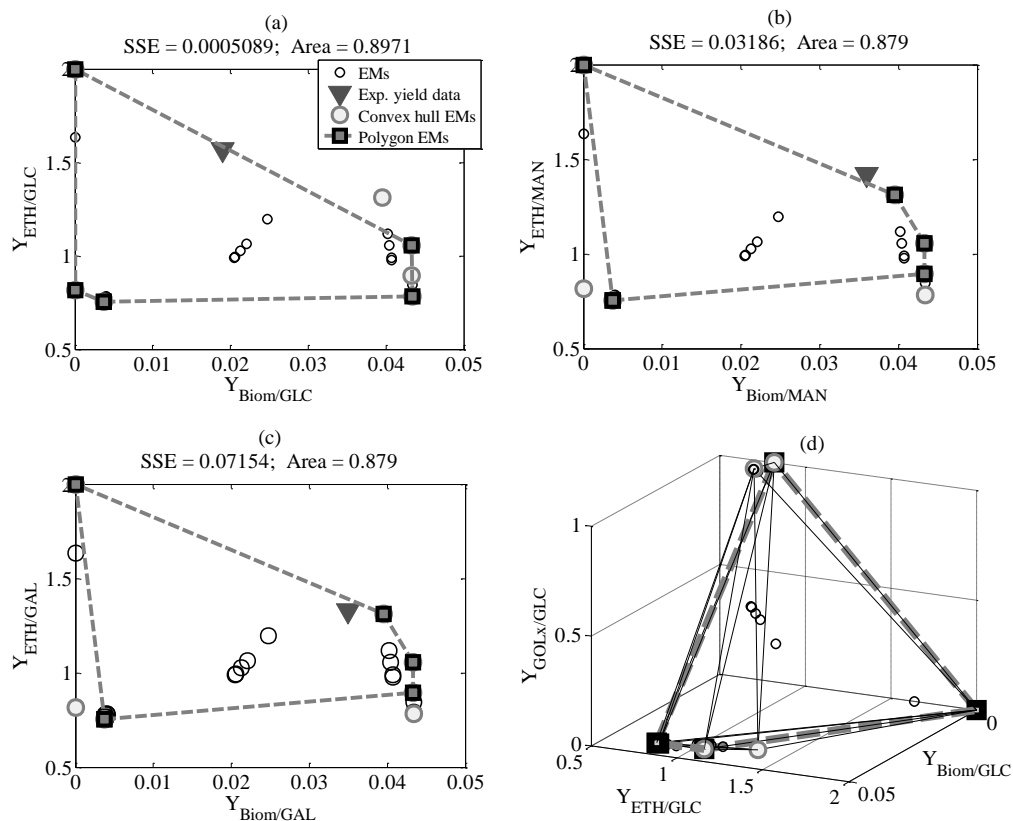 (a)
SSE = 0.0005089; Area = 0.8971
2
1.5
1
0.5
0
0.01
0.02
0.03
0.04
0.05
Y_ETH/GLC
Y_Biom/GLC
EMs
Exp. yield data
Convex hull EMs
Polygon EMs
(b)
SSE = 0.03186; Area = 0.879
2
1.5
1
0.5
0
0.01
0.02
0.03
0.04
0.05
Y_ETH/MAN
Y_Biom/MAN
(c)
SSE = 0.07154; Area = 0.879
2
1.5
1
0.5
0
0.01
0.02
0.03
0.04
0.05
Y_ETH/GAL
Y_Biom/GAL
(d)
1
0.5
0
Y_GOLx/GLC
0.5
1
1.5
2
Y_ETH/GLC
0.05
0
Y_Biom/GLC